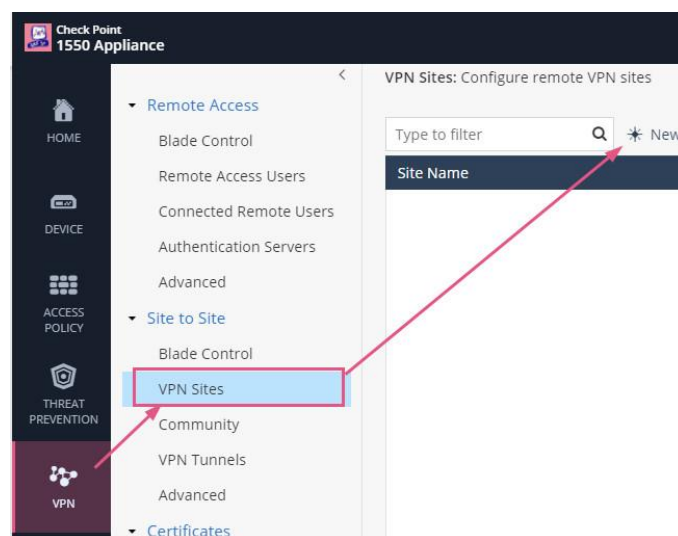 Check Point
1550 Appliance
HOME
DEVICE
ACCESS
POLICY
THREAT
PREVENTION
VPN
Remote Access
Blade Control
Remote Access Users
Connected Remote Users
Authentication Servers
Advanced
Site to Site
Blade Control
VPN Sites
Community
VPN Tunnels
Advanced
Certificates
VPN Sites: Configure remote VPN sites
Type to filter
New
Site Name